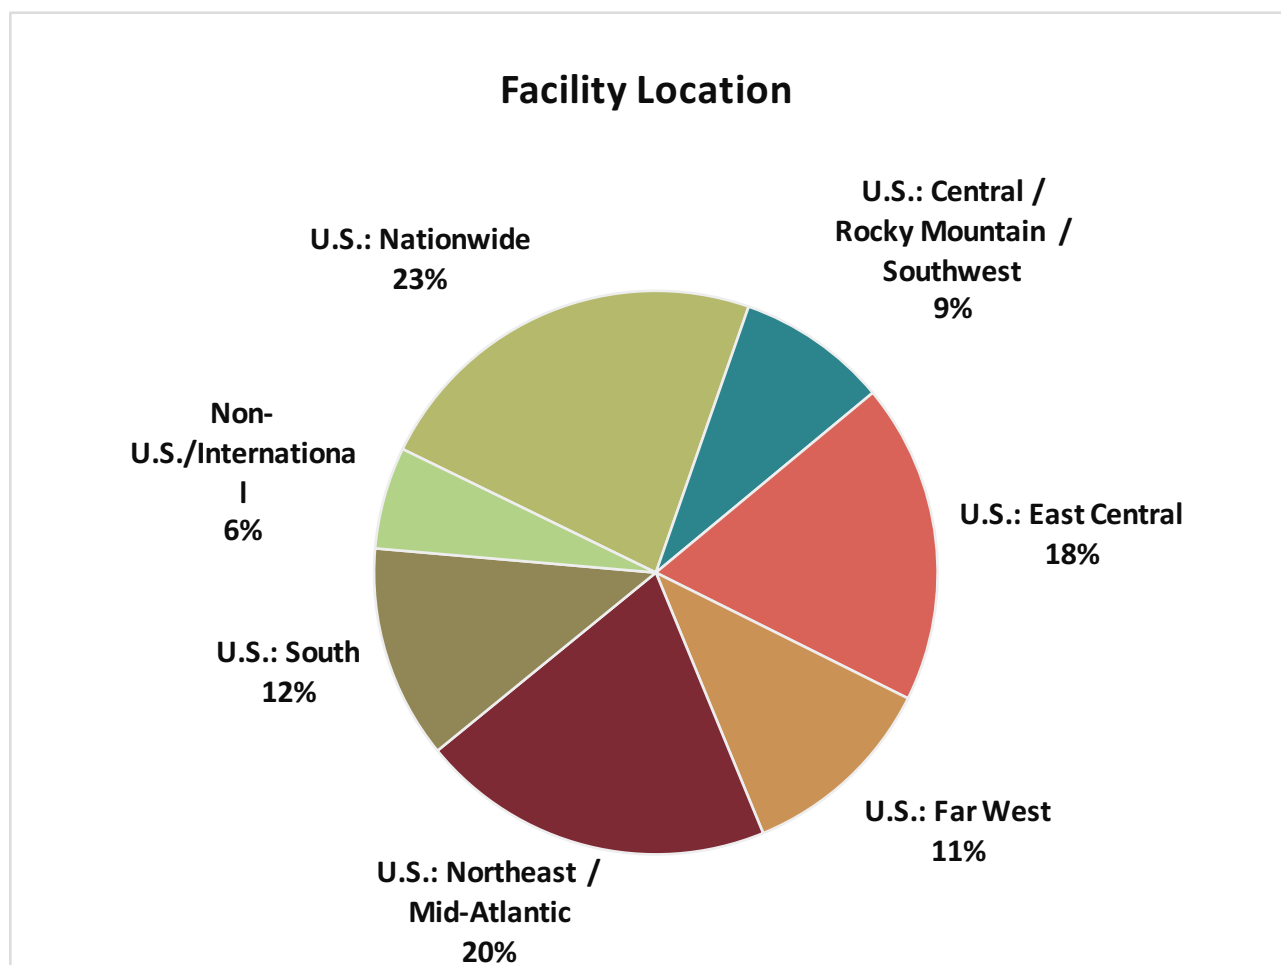 Facility Location
U.S.: Central /
Rocky Mountain /
Southwest
9%
U.S.: Nationwide
23%
Non-
U.S./Internationa
l
6%
U.S.: East Central
18%
U.S.: South
12%
U.S.: Far West
11%
U.S.: Northeast /
Mid-Atlantic
20%